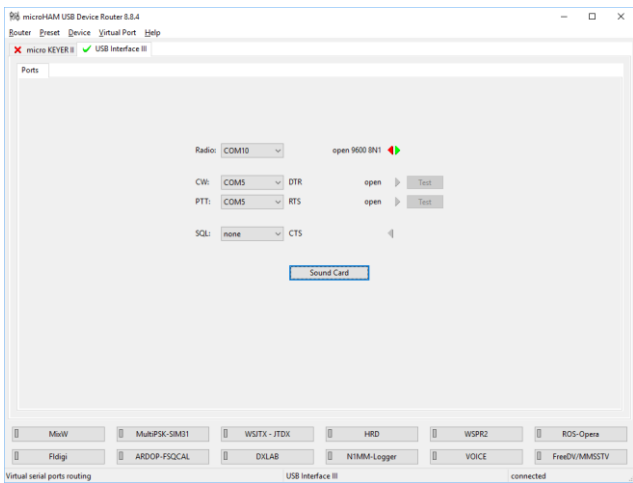 microHAM USB Device Router 8.8.4
Router Preset Device Virtual Port Help
micro KEYER II USB Interface III
Ports
Radio: COM10 open 9600 8N1
CW: COM5 DTR open Test
PTT: COM5 RTS open Test
SQL: none CTS
Sound Card
MixW MultiPSK-SIM31 WSJTX - JTDX HRD WSPR2 ROS-Opera
Fldigi ARDOP-FSQCAL DXLAB N1MM-Logger VOICE FreeDV/MMSSTV
Virtual serial ports routing USB Interface III connected